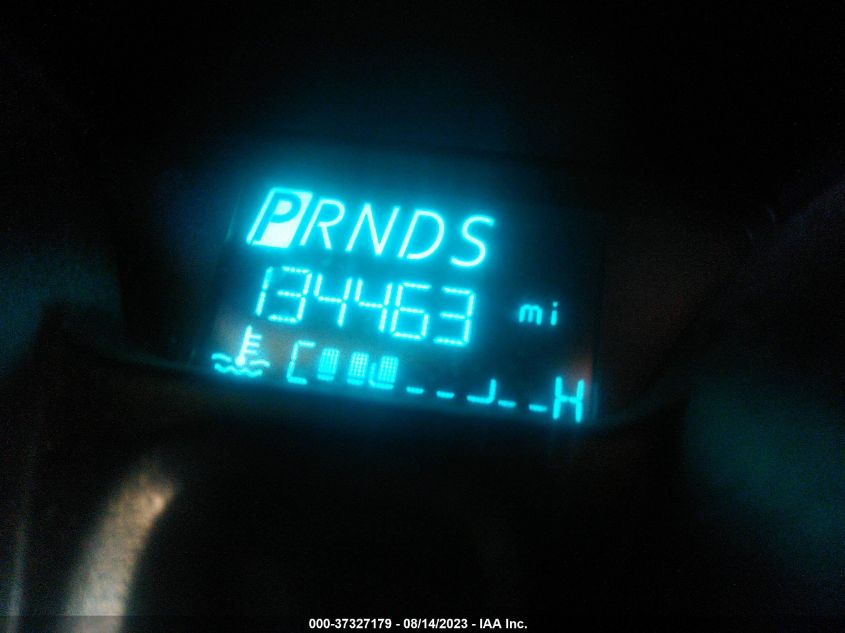 PRNDS
134463 mi
C H
000-37327179 - 08/14/2023 - IAA Inc.